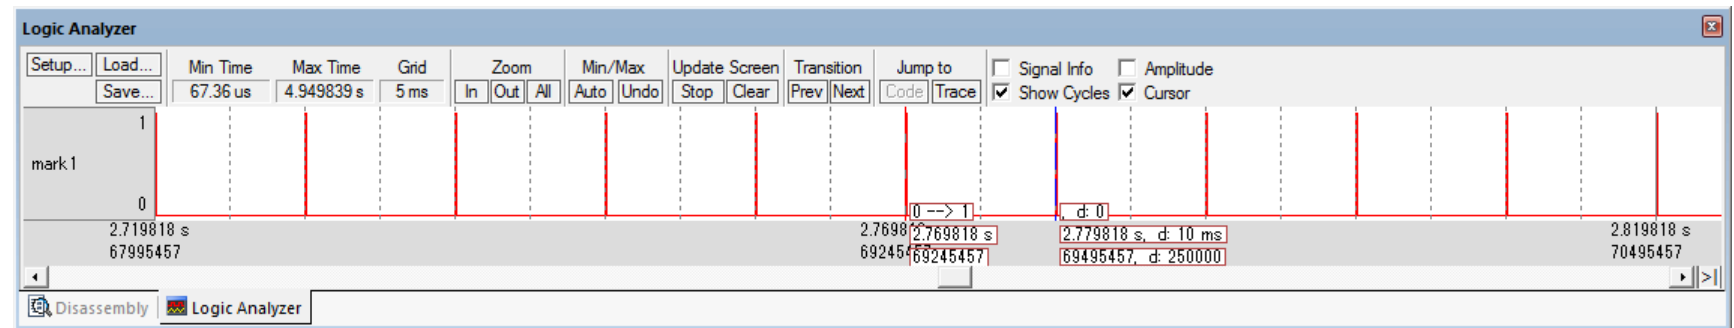 Logic Analyzer
Setup... Load... Min Time Max Time Grid Zoom Min/Max Update Screen Transition Jump to Signal Info Amplitude
Save... 67.36 us 4.949839 s 5 ms In Out All Auto Undo Stop Clear Prev Next Code Trace Show Cycles Cursor
1
mark1
0
0 --> 1 , d: 0
2.719818 s 2.7698 2.769818 s 2.779818 s, d: 10 ms 2.819818 s
67995457 69245457 69495457, d: 250000 70495457
Disassembly Logic Analyzer